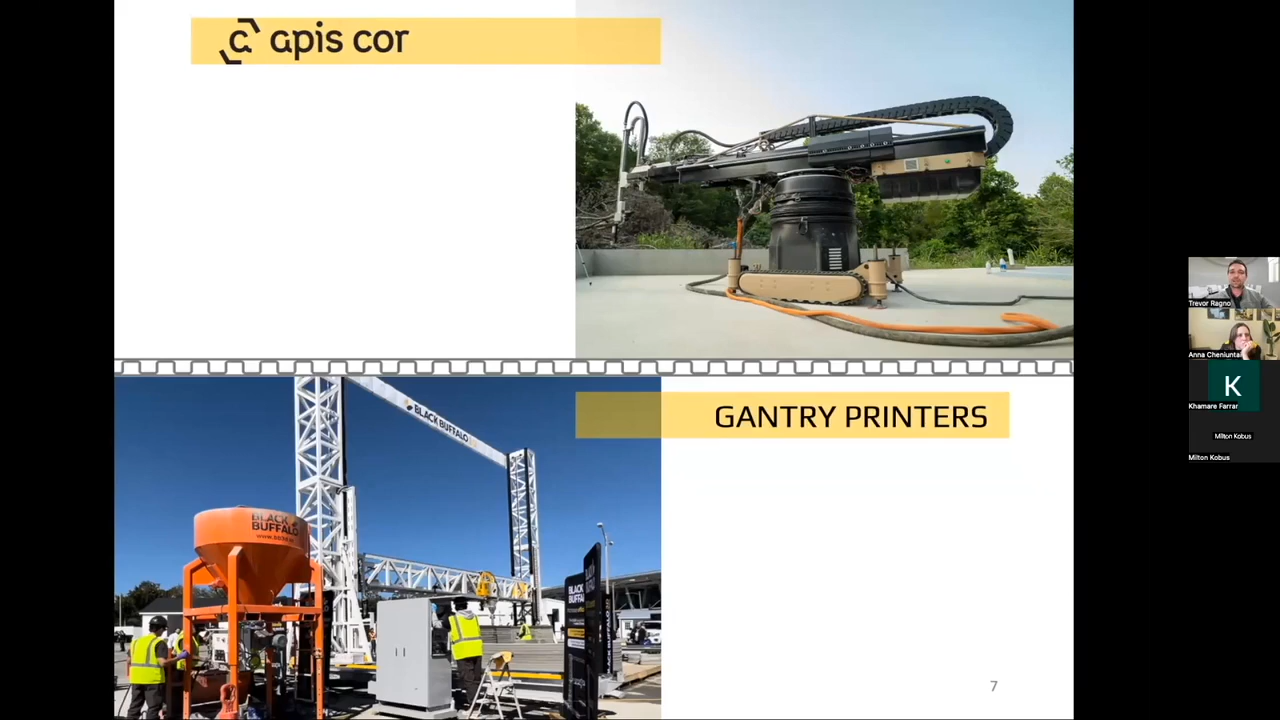 apis cor
BLACK BUFFALO
GANTRY PRINTERS
BLACK
BUFFALO
BLACK
7
Trevor Ragno
Anna Cheniuntai
K
Khamare Farrar
Milton Kobus
Milton Kobus